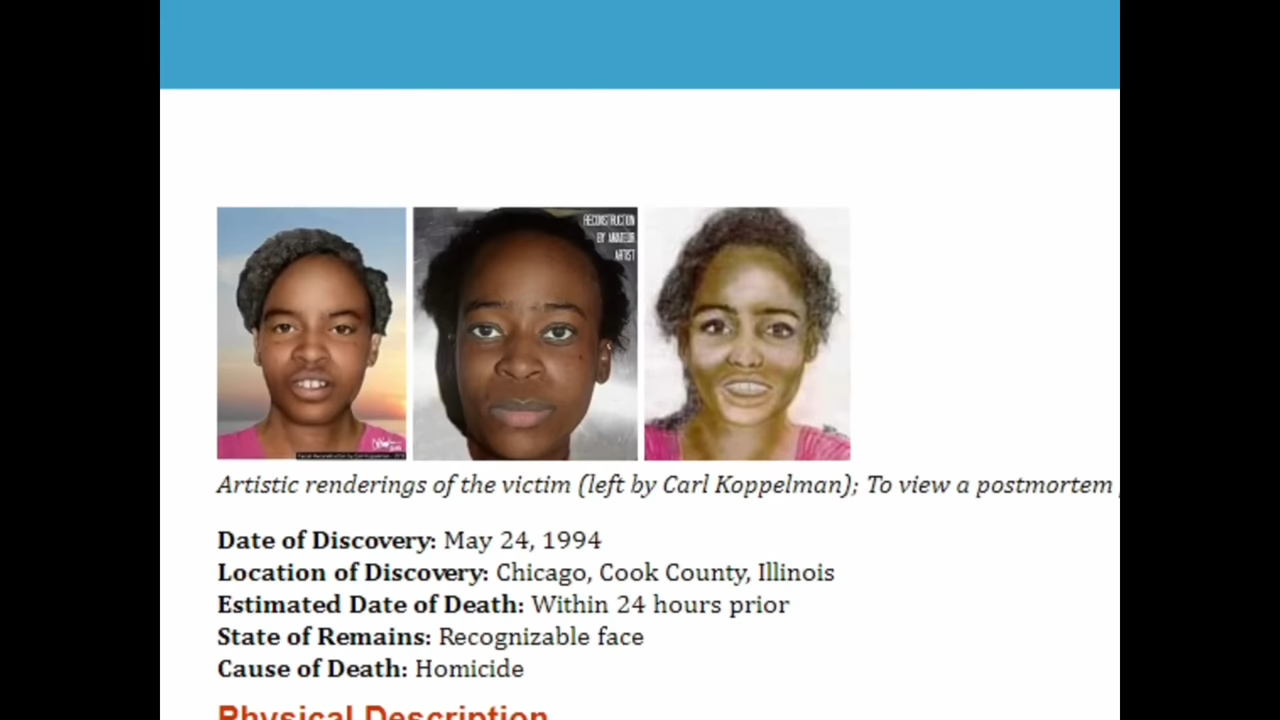 RECONSTRUCTION
BY AMATEUR
ARTIST
Artistic renderings of the victim (left by Carl Koppelman); To view a postmortem
Date of Discovery: May 24, 1994
Location of Discovery: Chicago, Cook County, Illinois
Estimated Date of Death: Within 24 hours prior
State of Remains: Recognizable face
Cause of Death: Homicide
Physical Description